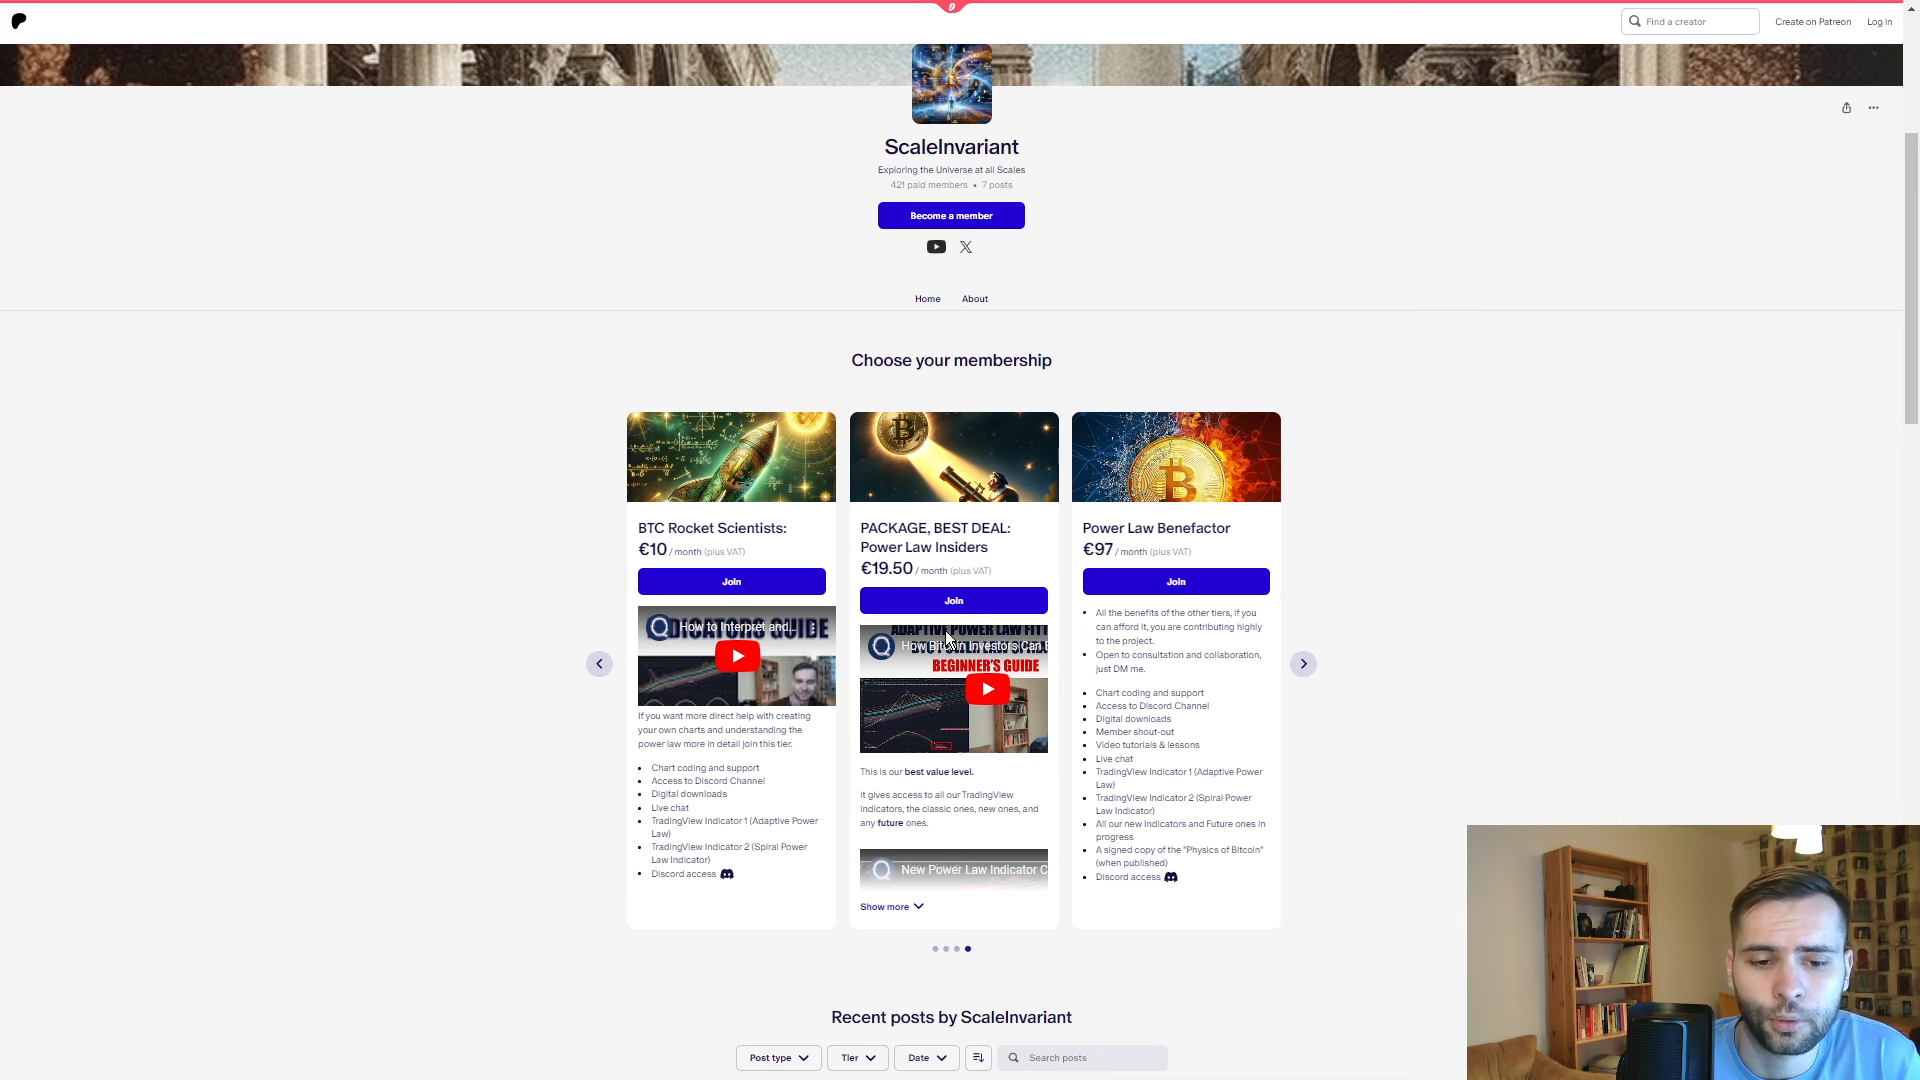 Find a creator
Create on Patreon
Log in
ScaleInvariant
Exploring the Universe at all Scales
421 paid members • 7 posts
Become a member
Home
About
Choose your membership
BTC Rocket Scientists:
€10 / month (plus VAT)
Join
INDICATORS GUIDE
How to Interpret and...
If you want more direct help with creating
your own charts and understanding the
power law more in detail join this tier.
• Chart coding and support
• Access to Discord Channel
• Digital downloads
• Live chat
• TradingView Indicator 1 (Adaptive Power
Law)
• TradingView Indicator 2 (Spiral Power
Law Indicator)
• Discord access
PACKAGE, BEST DEAL:
Power Law Insiders
€19.50 / month (plus VAT)
Join
ADAPTIVE POWER LAW FITT
How Bitcoin Investors Can B
BEGINNER'S GUIDE
This is our best value level.
It gives access to all our TradingView
indicators, the classic ones, new ones, and
any future ones.
New Power Law Indicator C
Show more
Power Law Benefactor
€97 / month (plus VAT)
Join
• All the benefits of the other tiers, if you
can afford it, you are contributing highly
to the project.
• Open to consultation and collaboration,
just DM me.
• Chart coding and support
• Access to Discord Channel
• Digital downloads
• Member shout-out
• Video tutorials & lessons
• Live chat
• TradingView Indicator 1 (Adaptive Power
Law)
• TradingView Indicator 2 (Spiral Power
Law Indicator)
• All our new Indicators and Future ones in
progress
• A signed copy of the "Physics of Bitcoin"
(when published)
• Discord access
Recent posts by ScaleInvariant
Post type
Tier
Date
Search posts